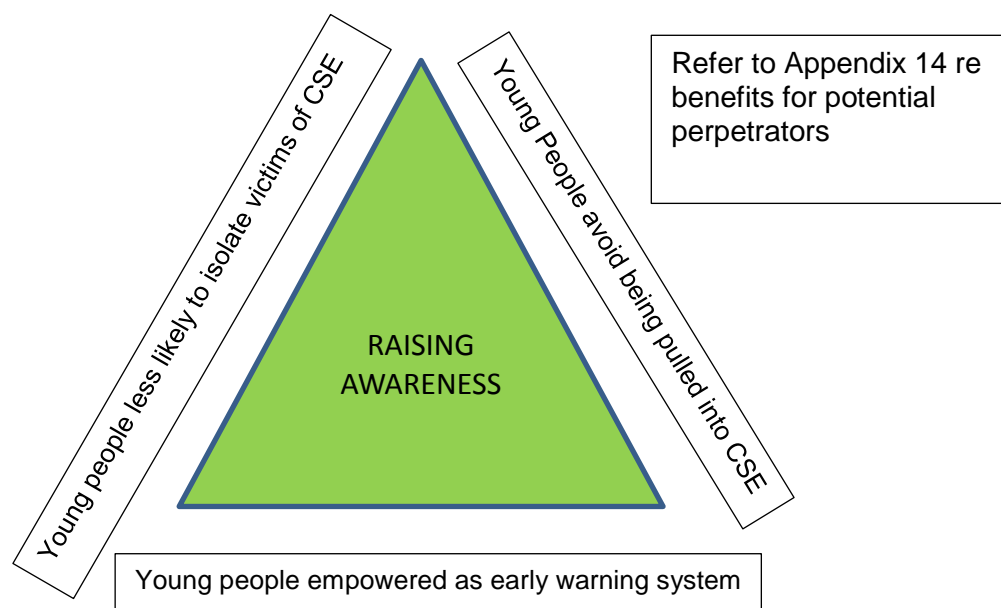 Young people less likely to isolate victims of CSE
Young People avoid being pulled into CSE
Refer to Appendix 14 re
benefits for potential
perpetrators
RAISING
AWARENESS
Young people empowered as early warning system